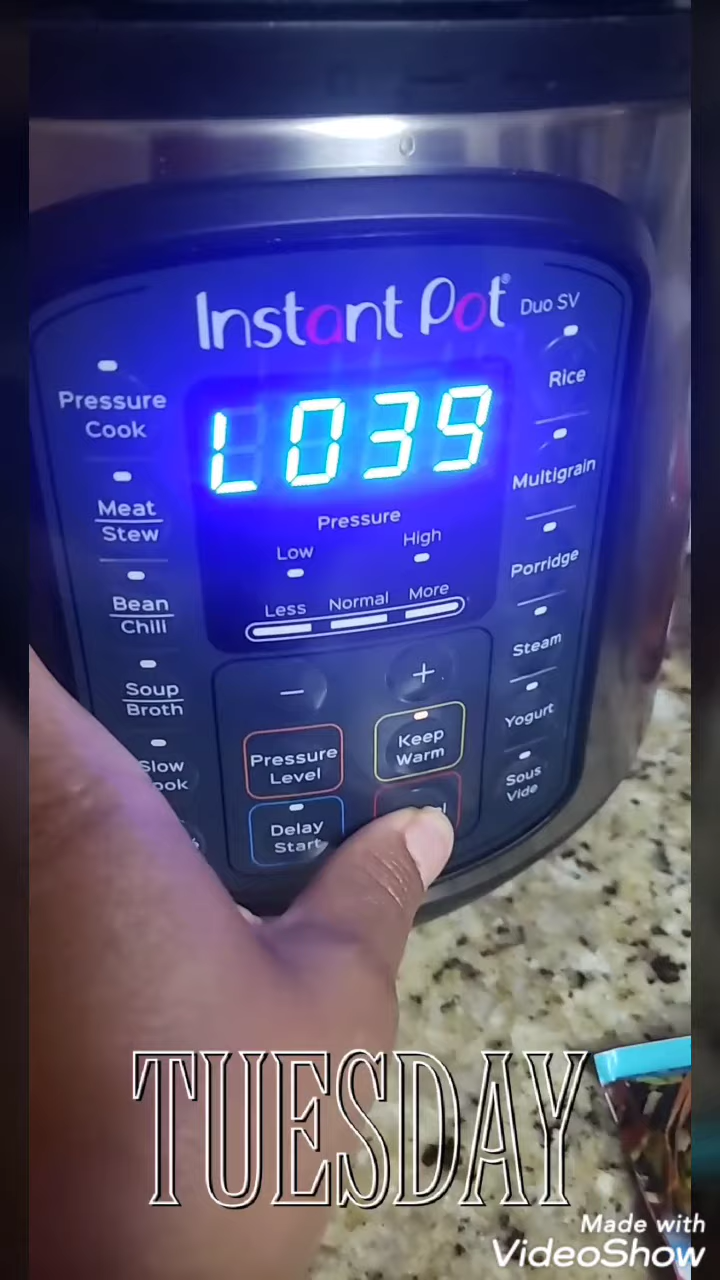 Instant Pot® Duo SV
L039
Pressure
Low High
Less Normal More
Pressure
Cook
Meat
Stew
Bean
Chili
Soup
Broth
Slow
Rice
Multigrain
Porridge
Steam
Yogurt
Sous
Vide
− +
Pressure
Level
Keep
Warm
Delay
Start
TUESDAY
Made with
VideoShow